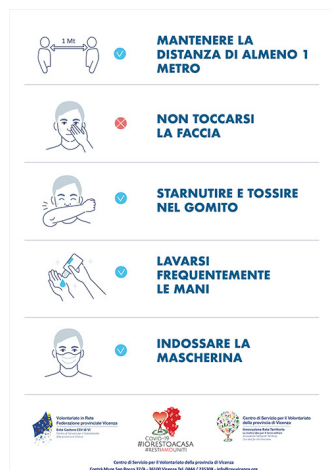 1 Mt
MANTENERE LA
DISTANZA DI ALMENO 1
METRO
NON TOCCARSI
LA FACCIA
STARNUTIRE E TOSSIRE
NEL GOMITO
LAVARSI
FREQUENTEMENTE
LE MANI
INDOSSARE LA
MASCHERINA
Volontariato in Rete
Federazione provinciale Vicenza
COVID-19
#IORESTOACASA
#RESTIAMOUNITI
Centro di Servizio per il Volontariato
della provincia di Vicenza
Centro di Servizio per il Volontariato della provincia di Vicenza